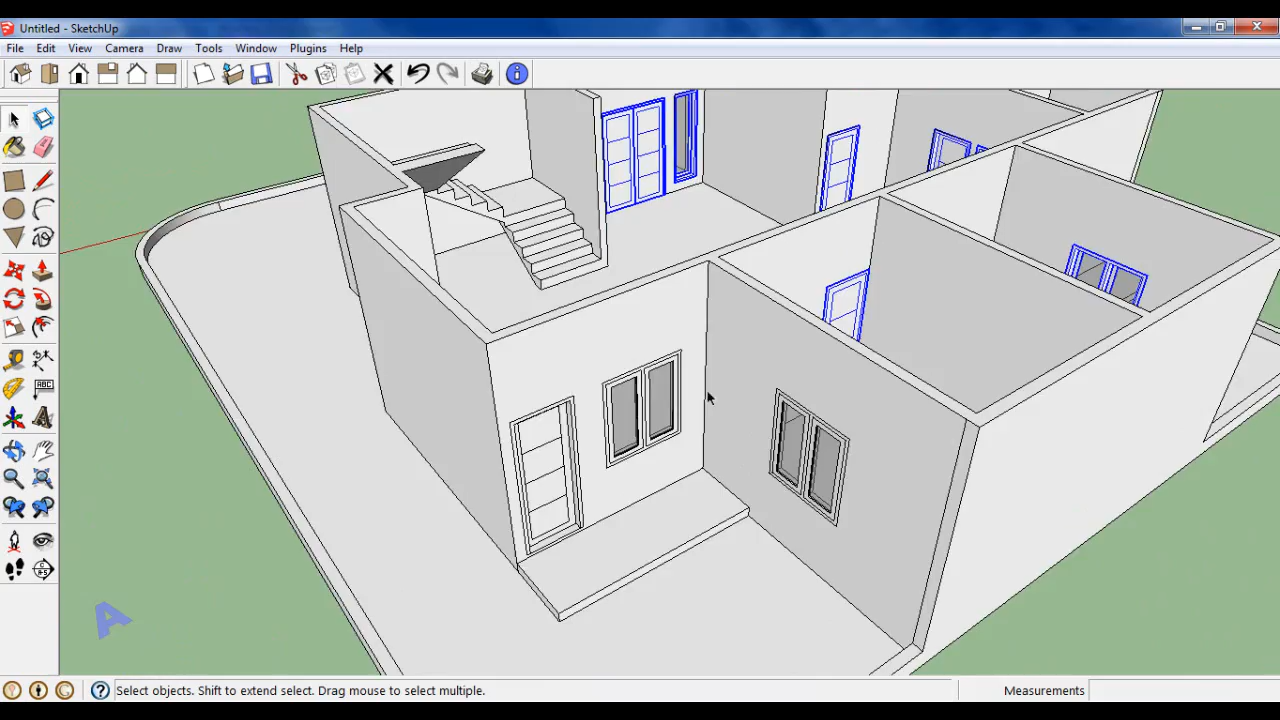 Untitled - SketchUp
File Edit View Camera Draw Tools Window Plugins Help
ABC
A
Select objects. Shift to extend select. Drag mouse to select multiple.
Measurements